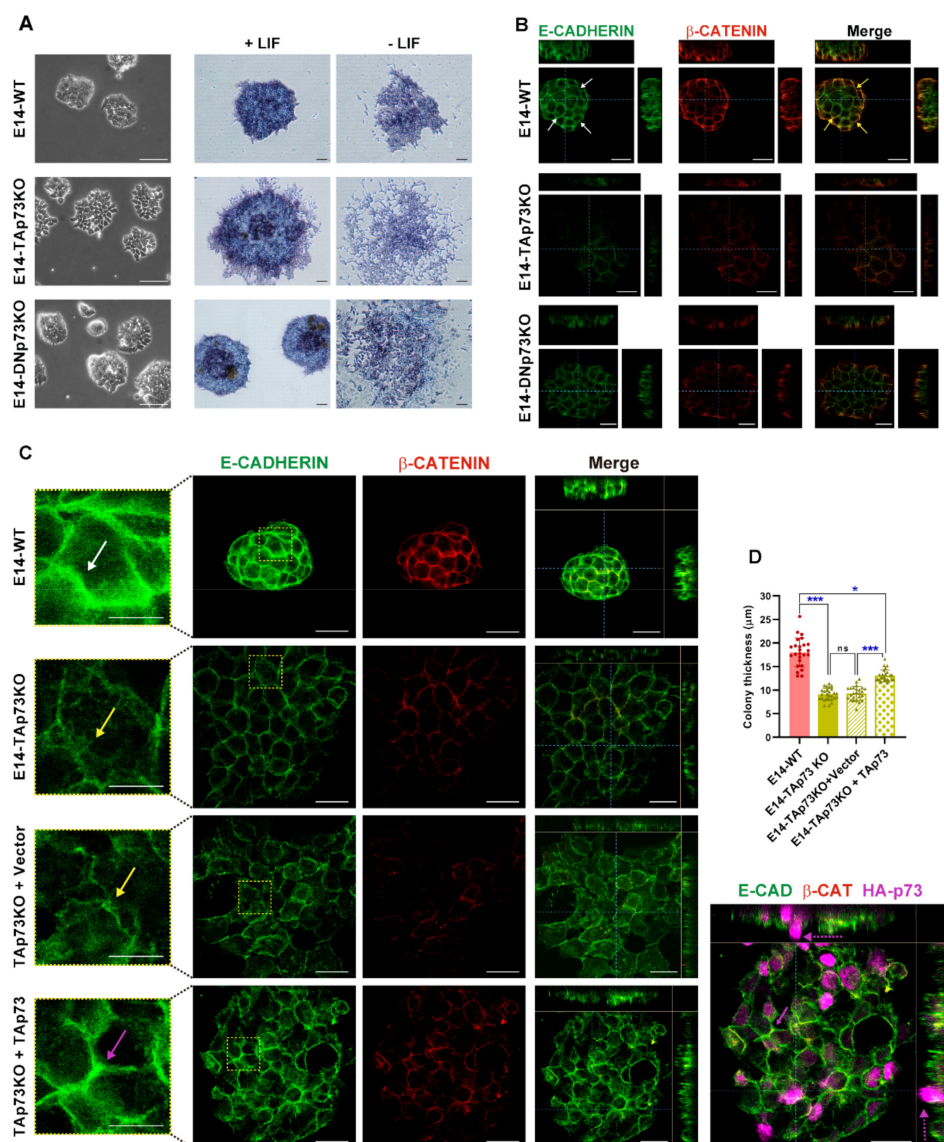 A
+ LIF
- LIF
E14-WT
E14-TAp73KO
E14-DNp73KO
B
E-CADHERIN
β-CATENIN
Merge
E14-WT
E14-TAp73KO
E14-DNp73KO
C
E-CADHERIN
β-CATENIN
Merge
E14-WT
E14-TAp73KO
TAp73KO + Vector
TAp73KO + TAp73
D
Colony thickness (μm)
30
25
20
15
10
5
0
***
*
ns
***
E14-WT
E14-TAp73 KO
E14-TAp73KO+Vector
E14-TAp73KO + TAp73
E-CAD β-CAT HA-p73